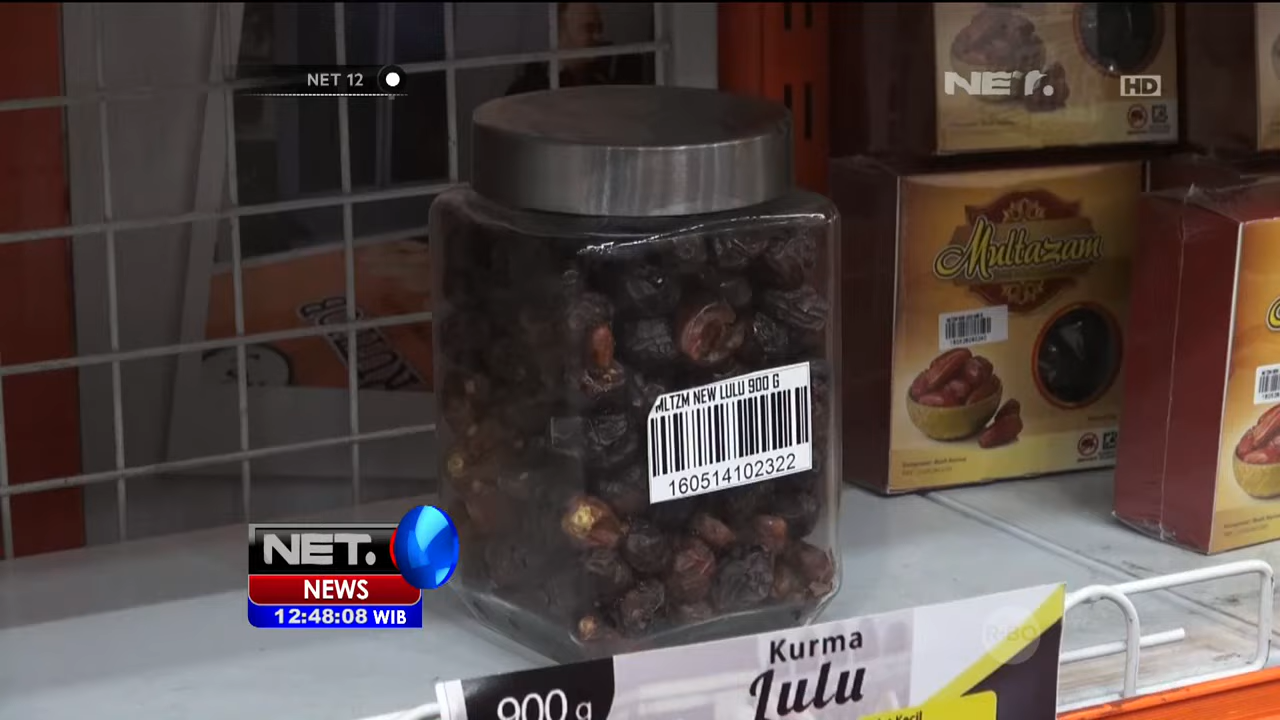 NET 12
NET.
HD
Multazam
MLTZM NEW LULU 900 G
160514102322
NET.
NEWS
12:48:08 WIB
Kurma
Lulu
900 g
Kecil